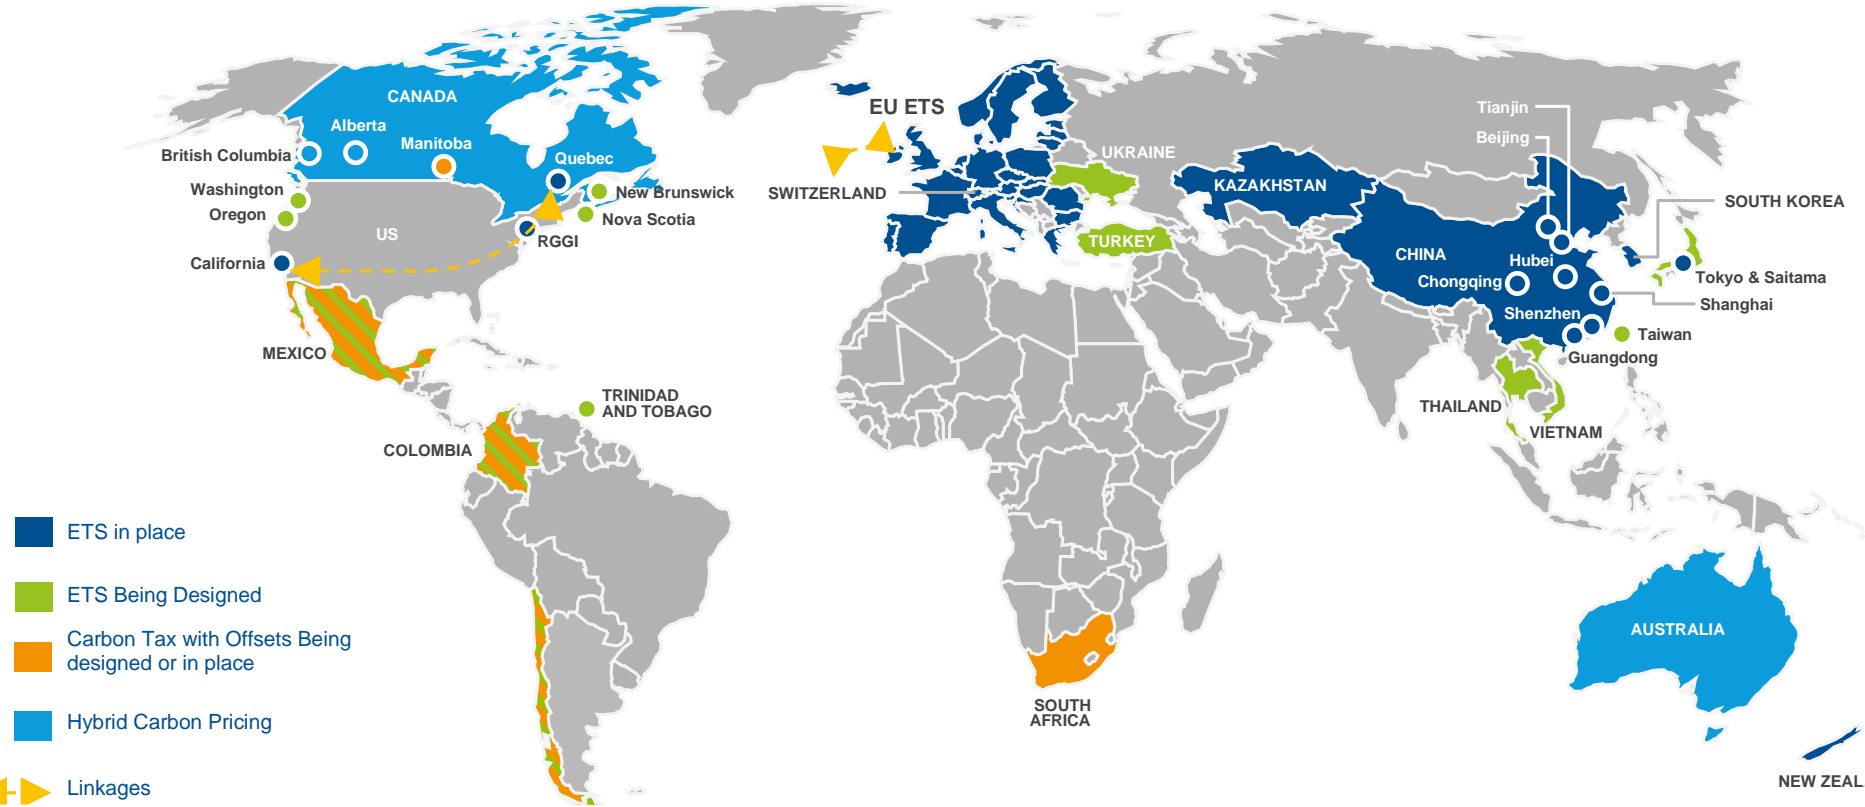 CANADA
Alberta
Manitoba
British Columbia
Quebec
Washington
New Brunswick
Oregon
Nova Scotia
US
RGGI
California
MEXICO
TRINIDAD
AND TOBAGO
COLOMBIA
EU ETS
SWITZERLAND
UKRAINE
TURKEY
KAZAKHSTAN
Tianjin
Beijing
SOUTH KOREA
CHINA
Hubei
Chongqing
Tokyo & Saitama
Shanghai
Shenzhen
Taiwan
Guangdong
THAILAND
VIETNAM
SOUTH
AFRICA
AUSTRALIA
NEW ZEAL
ETS in place
ETS Being Designed
Carbon Tax with Offsets Being
designed or in place
Hybrid Carbon Pricing
Linkages